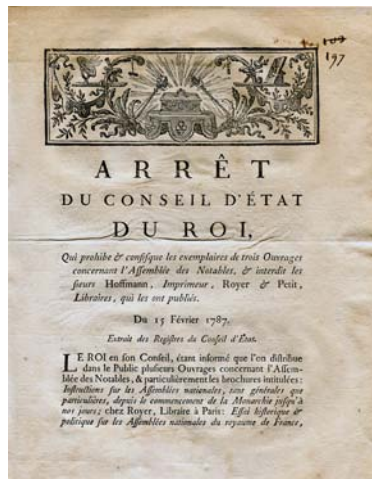 197
ARRÊT
DU CONSEIL D'ÉTAT
DU ROI,
Qui prohibe & confisque les exemplaires de trois Ouvrages
concernant l'Assemblée des Notables, & interdit les
sieurs Hoffmann, Imprimeur, Royer & Petit,
Libraires, qui les ont publiés.
Du 15 Février 1787.
Extrait des Registres du Conseil d'État.
LE ROI en son Conseil, étant informé que l'on distribue
dans le Public plusieurs Ouvrages concernant l'Assem-
blée des Notables, & particulièrement les brochures intitulées:
Instructions sur les Assemblées nationales, tant générales que
particulières, depuis le commencement de la Monarchie jusqu'à
nos jours; chez Royer, Libraire à Paris: Essai historique &
politique sur les Assemblées nationales du royaume de France,